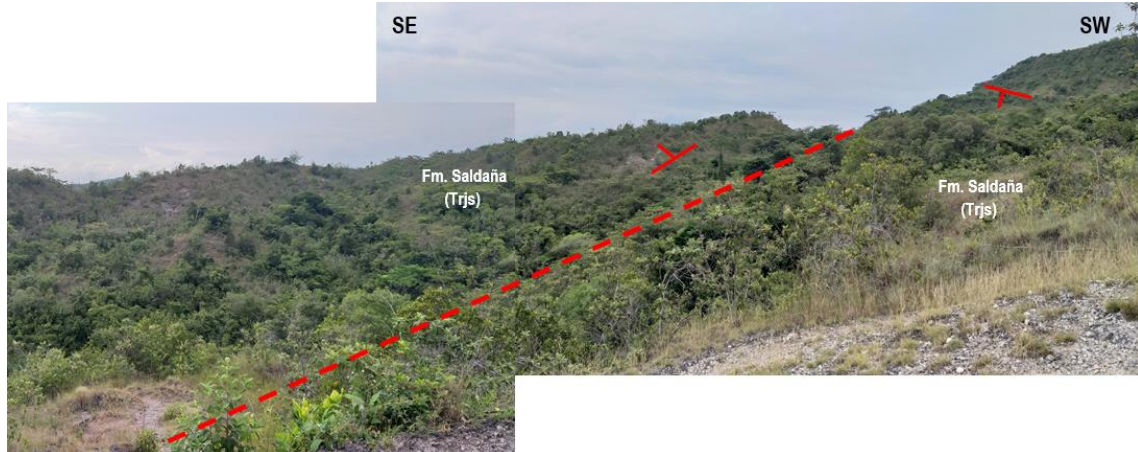 SE
SW
Fm. Saldaña
(Trjs)
Fm. Saldaña
(Trjs)